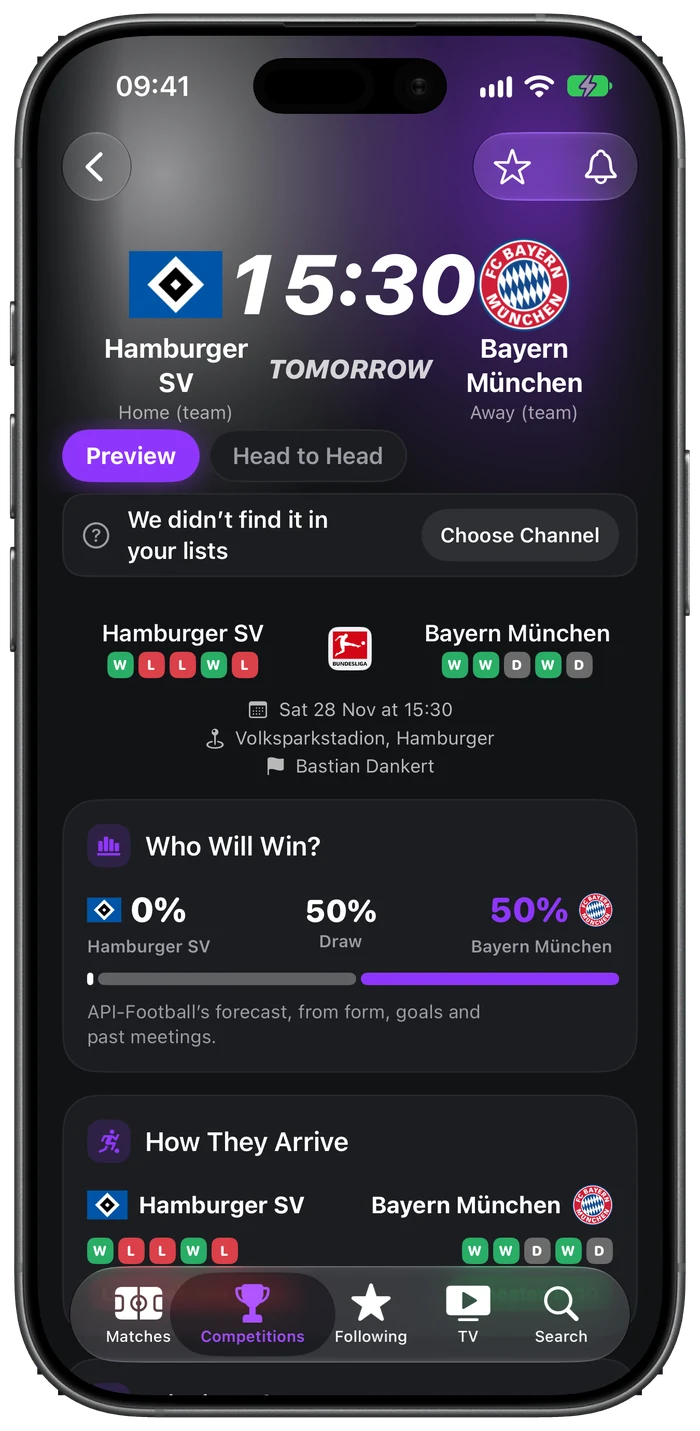 09:41
15:30
FC BAYERN
MÜNCHEN
Hamburger
SV
TOMORROW
Bayern
München
Home (team)
Away (team)
Preview
Head to Head
?
We didn’t find it in
your lists
Choose Channel
Hamburger SV
W L L W L
BUNDESLIGA
Bayern München
W W D W D
Sat 28 Nov at 15:30
Volksparkstadion, Hamburger
Bastian Dankert
Who Will Win?
0%
50%
50%
Hamburger SV
Draw
Bayern München
API-Football’s forecast, from form, goals and
past meetings.
How They Arrive
Hamburger SV
Bayern München
W L L W L
W W D W D
Matches
Competitions
Following
TV
Search